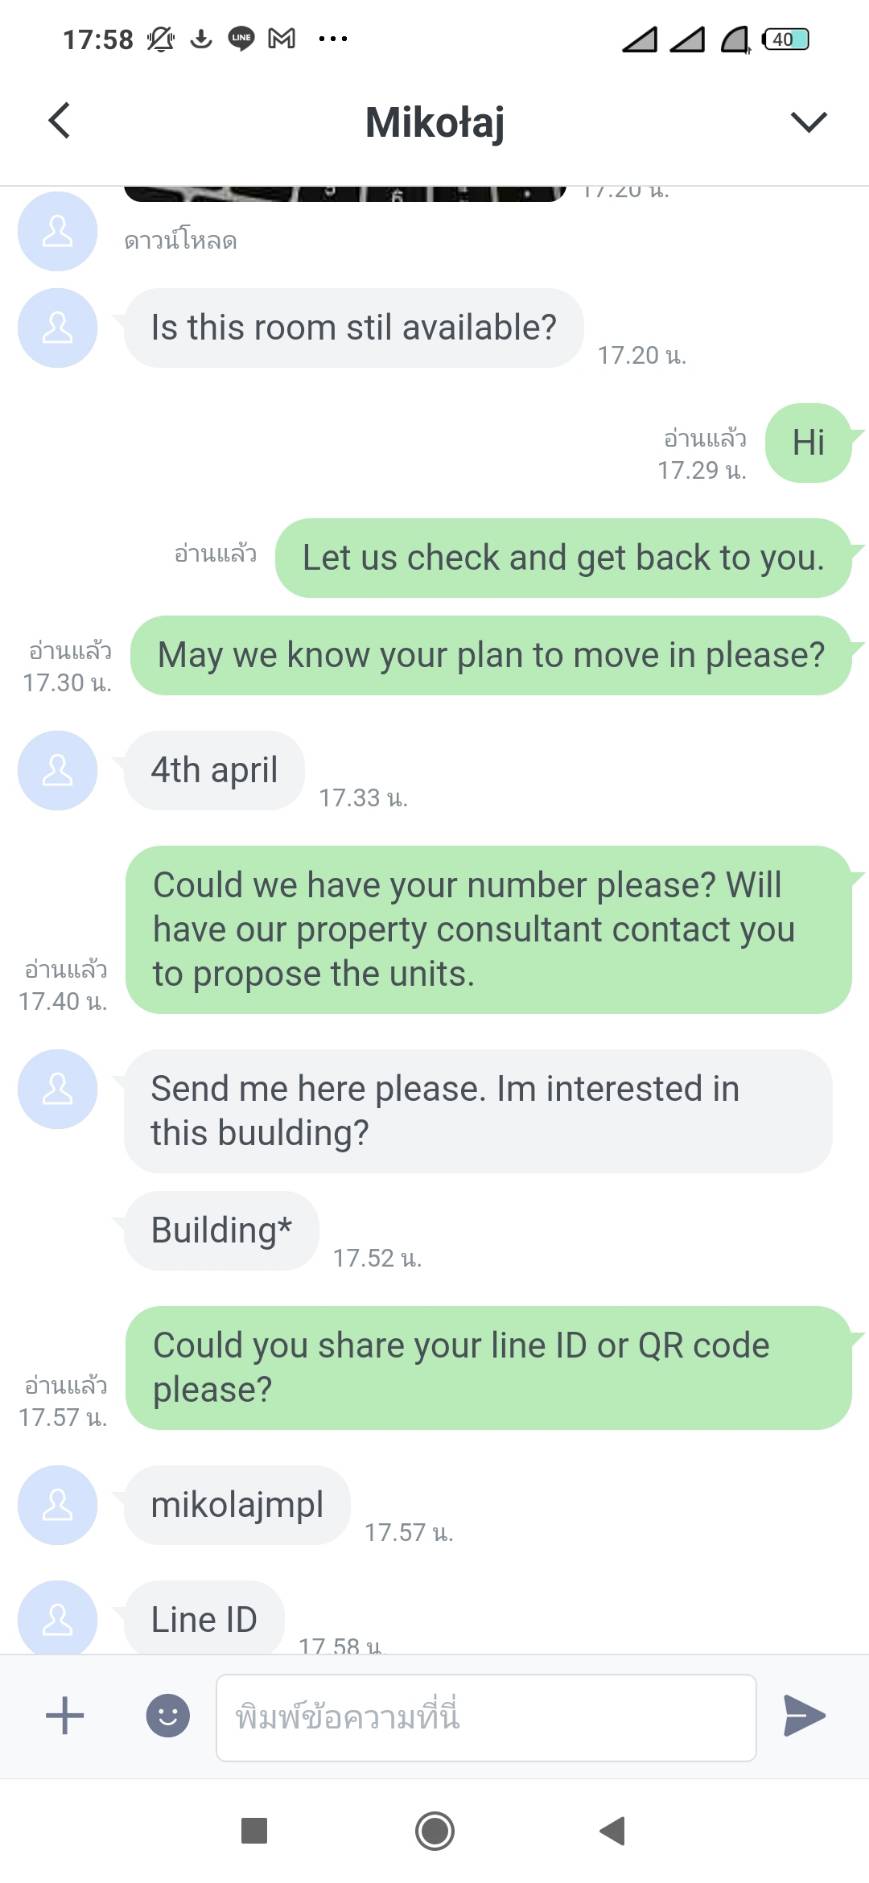 17:58
LINE
40
Mikołaj
17.20 น.
ดาวน์โหลด
Is this room stil available?
17.20 น.
อ่านแล้ว
17.29 น.
Hi
อ่านแล้ว
Let us check and get back to you.
อ่านแล้ว
17.30 น.
May we know your plan to move in please?
4th april
17.33 น.
Could we have your number please? Will
have our property consultant contact you
to propose the units.
อ่านแล้ว
17.40 น.
Send me here please. Im interested in
this buulding?
Building*
17.52 น.
Could you share your line ID or QR code
please?
อ่านแล้ว
17.57 น.
mikolajmpl
17.57 น.
Line ID
17.58 น.
พิมพ์ข้อความที่นี่